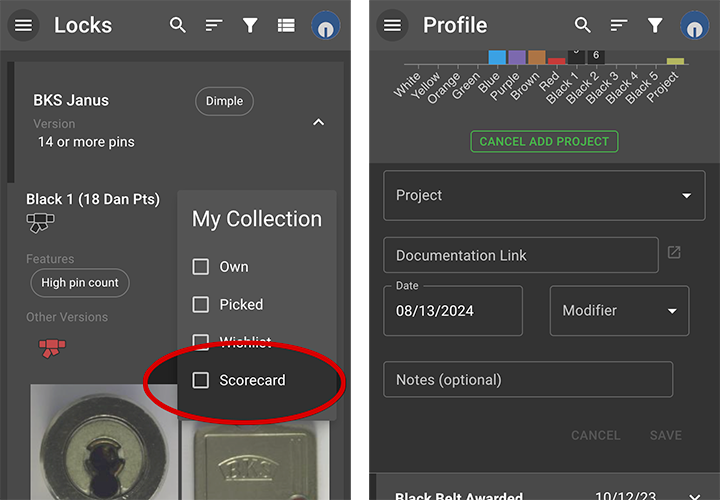 Locks
BKS Janus
Dimple
Version
14 or more pins
Black 1 (18 Dan Pts)
Features
High pin count
Other Versions
My Collection
Own
Picked
Wishlist
Scorecard
BKS
Profile
6
White
Yellow
Orange
Green
Blue
Purple
Brown
Red
Black 1
Black 2
Black 3
Black 4
Black 5
Project
CANCEL ADD PROJECT
Project
Documentation Link
Date
08/13/2024
Modifier
Notes (optional)
CANCEL
SAVE
Black Belt Awarded
10/12/23